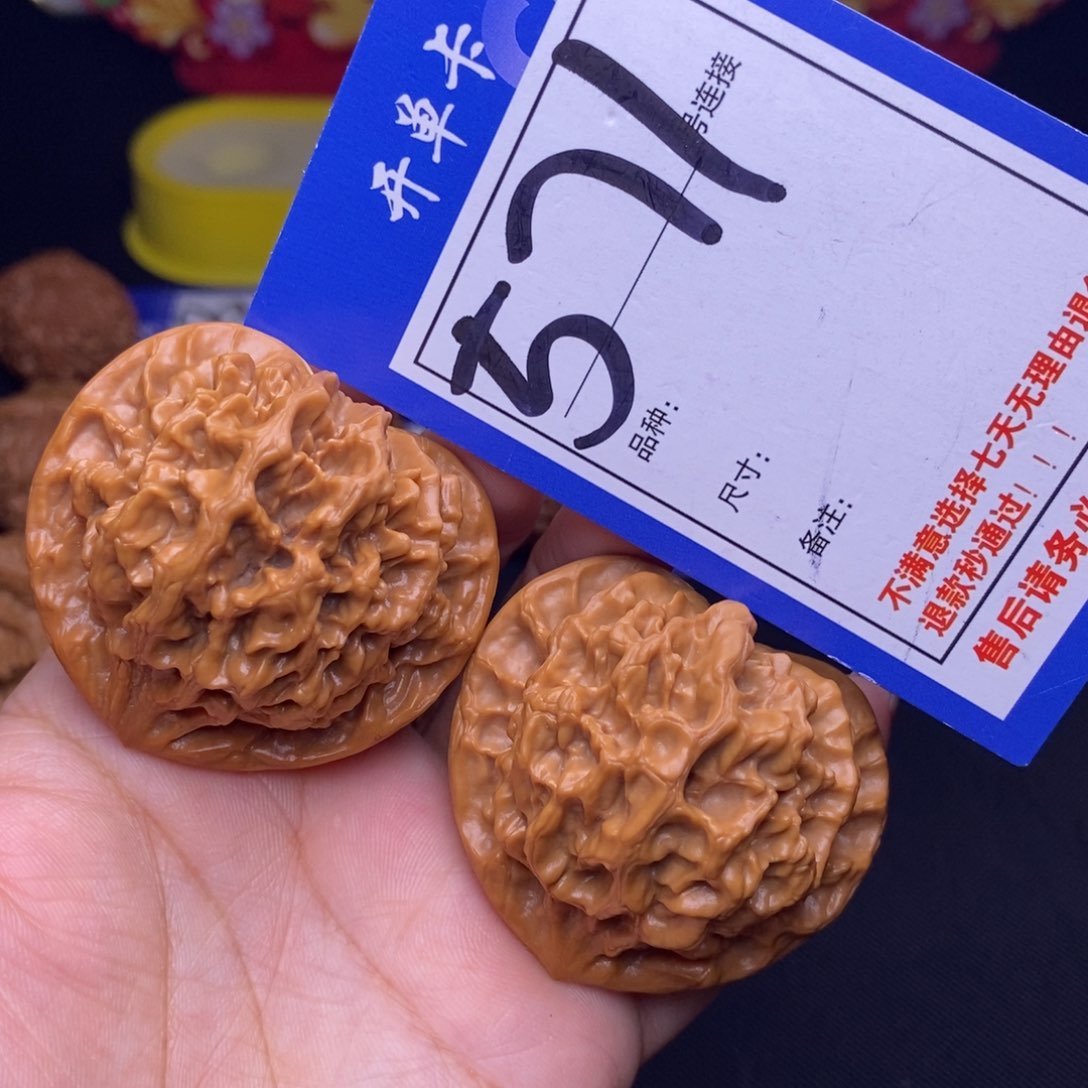 开单卡
571
号连接
品种：
尺寸：
备注：
不满意选择七天无理由退
退款秒通过！！！
售后请务必